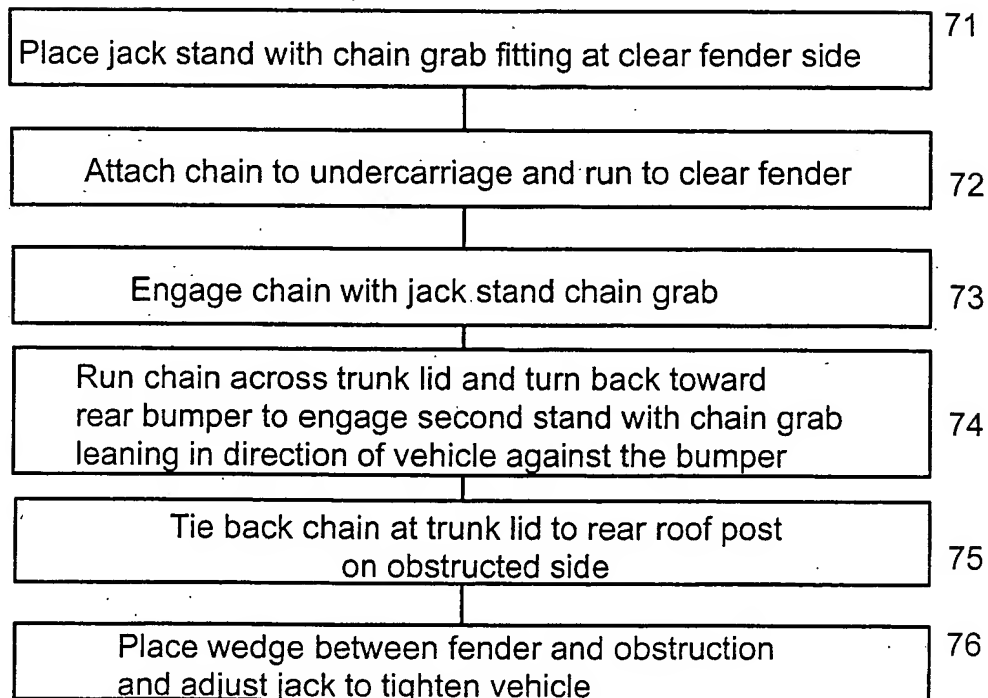 71
Place jack stand with chain grab fitting at clear fender side
Attach chain to undercarriage and run to clear fender
72
Engage chain with jack stand chain grab
73
Run chain across trunk lid and turn back toward
rear bumper to engage second stand with chain grab
74
leaning in direction of vehicle against the bumper
Tie back chain at trunk lid to rear roof post
on obstructed side
75
Place wedge between fender and obstruction
76
and adjust jack to tighten vehicle